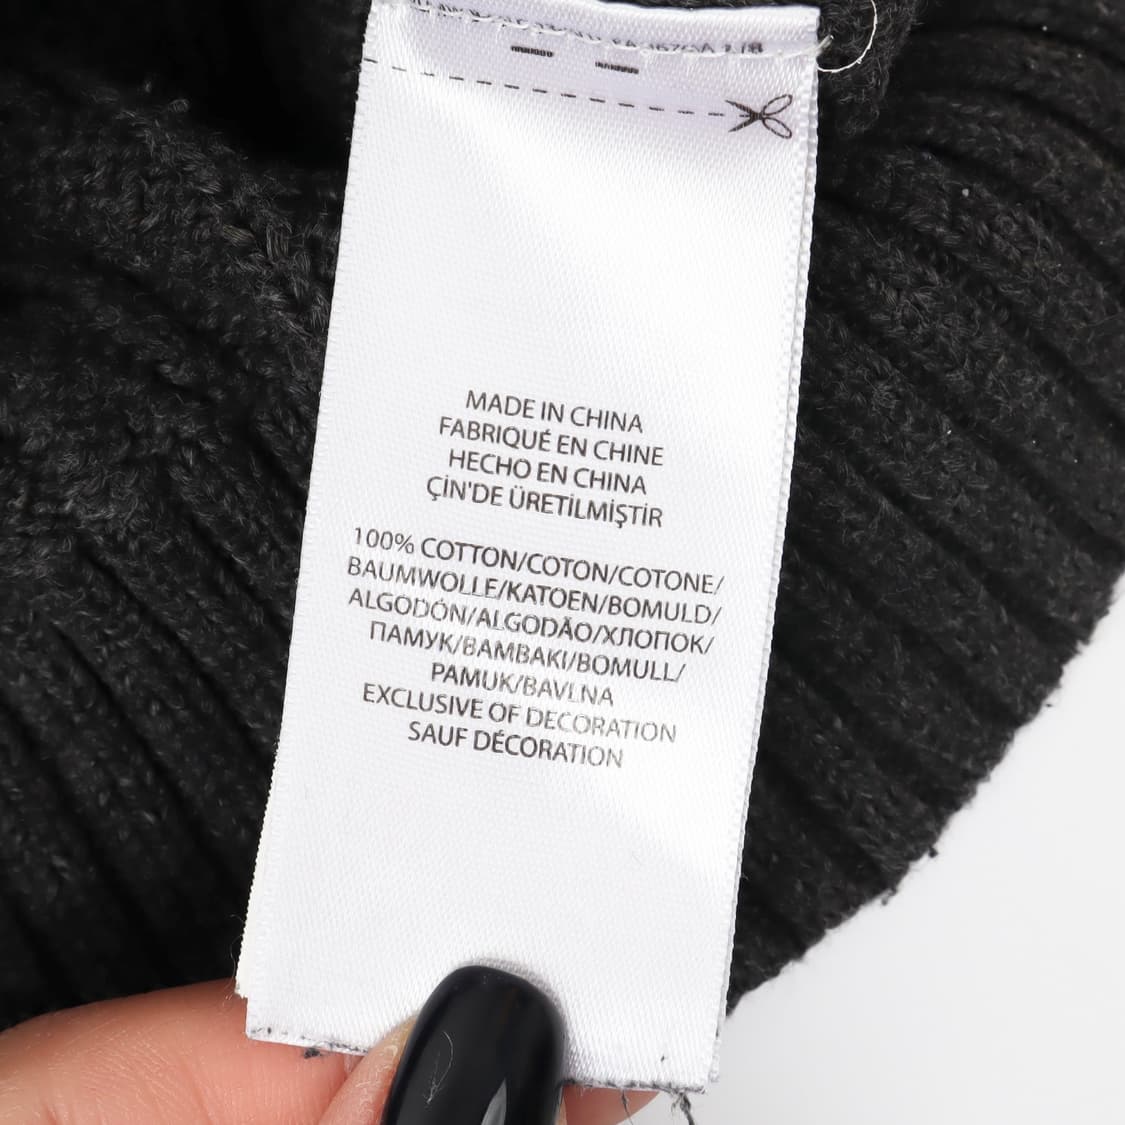 MADE IN CHINA
FABRIQUÉ EN CHINE
HECHO EN CHINA
ÇİN'DE ÜRETİLMİŞTİR
100% COTTON/COTON/COTONE/
BAUMWOLLE/KATOEN/BOMULD/
ALGODÓN/ALGODÃO/ХЛОПОК/
ПАМУК/BAMBAKI/BOMULL/
PAMUK/BAVLNA
EXCLUSIVE OF DECORATION
SAUF DÉCORATION